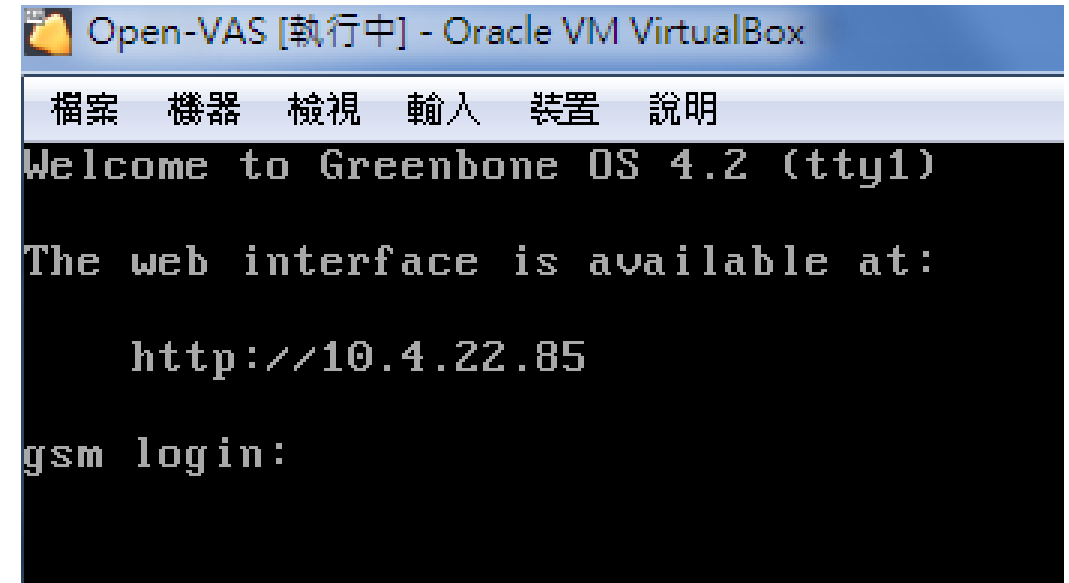 Open-VAS [執行中] - Oracle VM VirtualBox
檔案 機器 檢視 輸入 裝置 說明
Welcome to Greenbone OS 4.2 (tty1)
The web interface is available at:
http://10.4.22.85
gsm login: